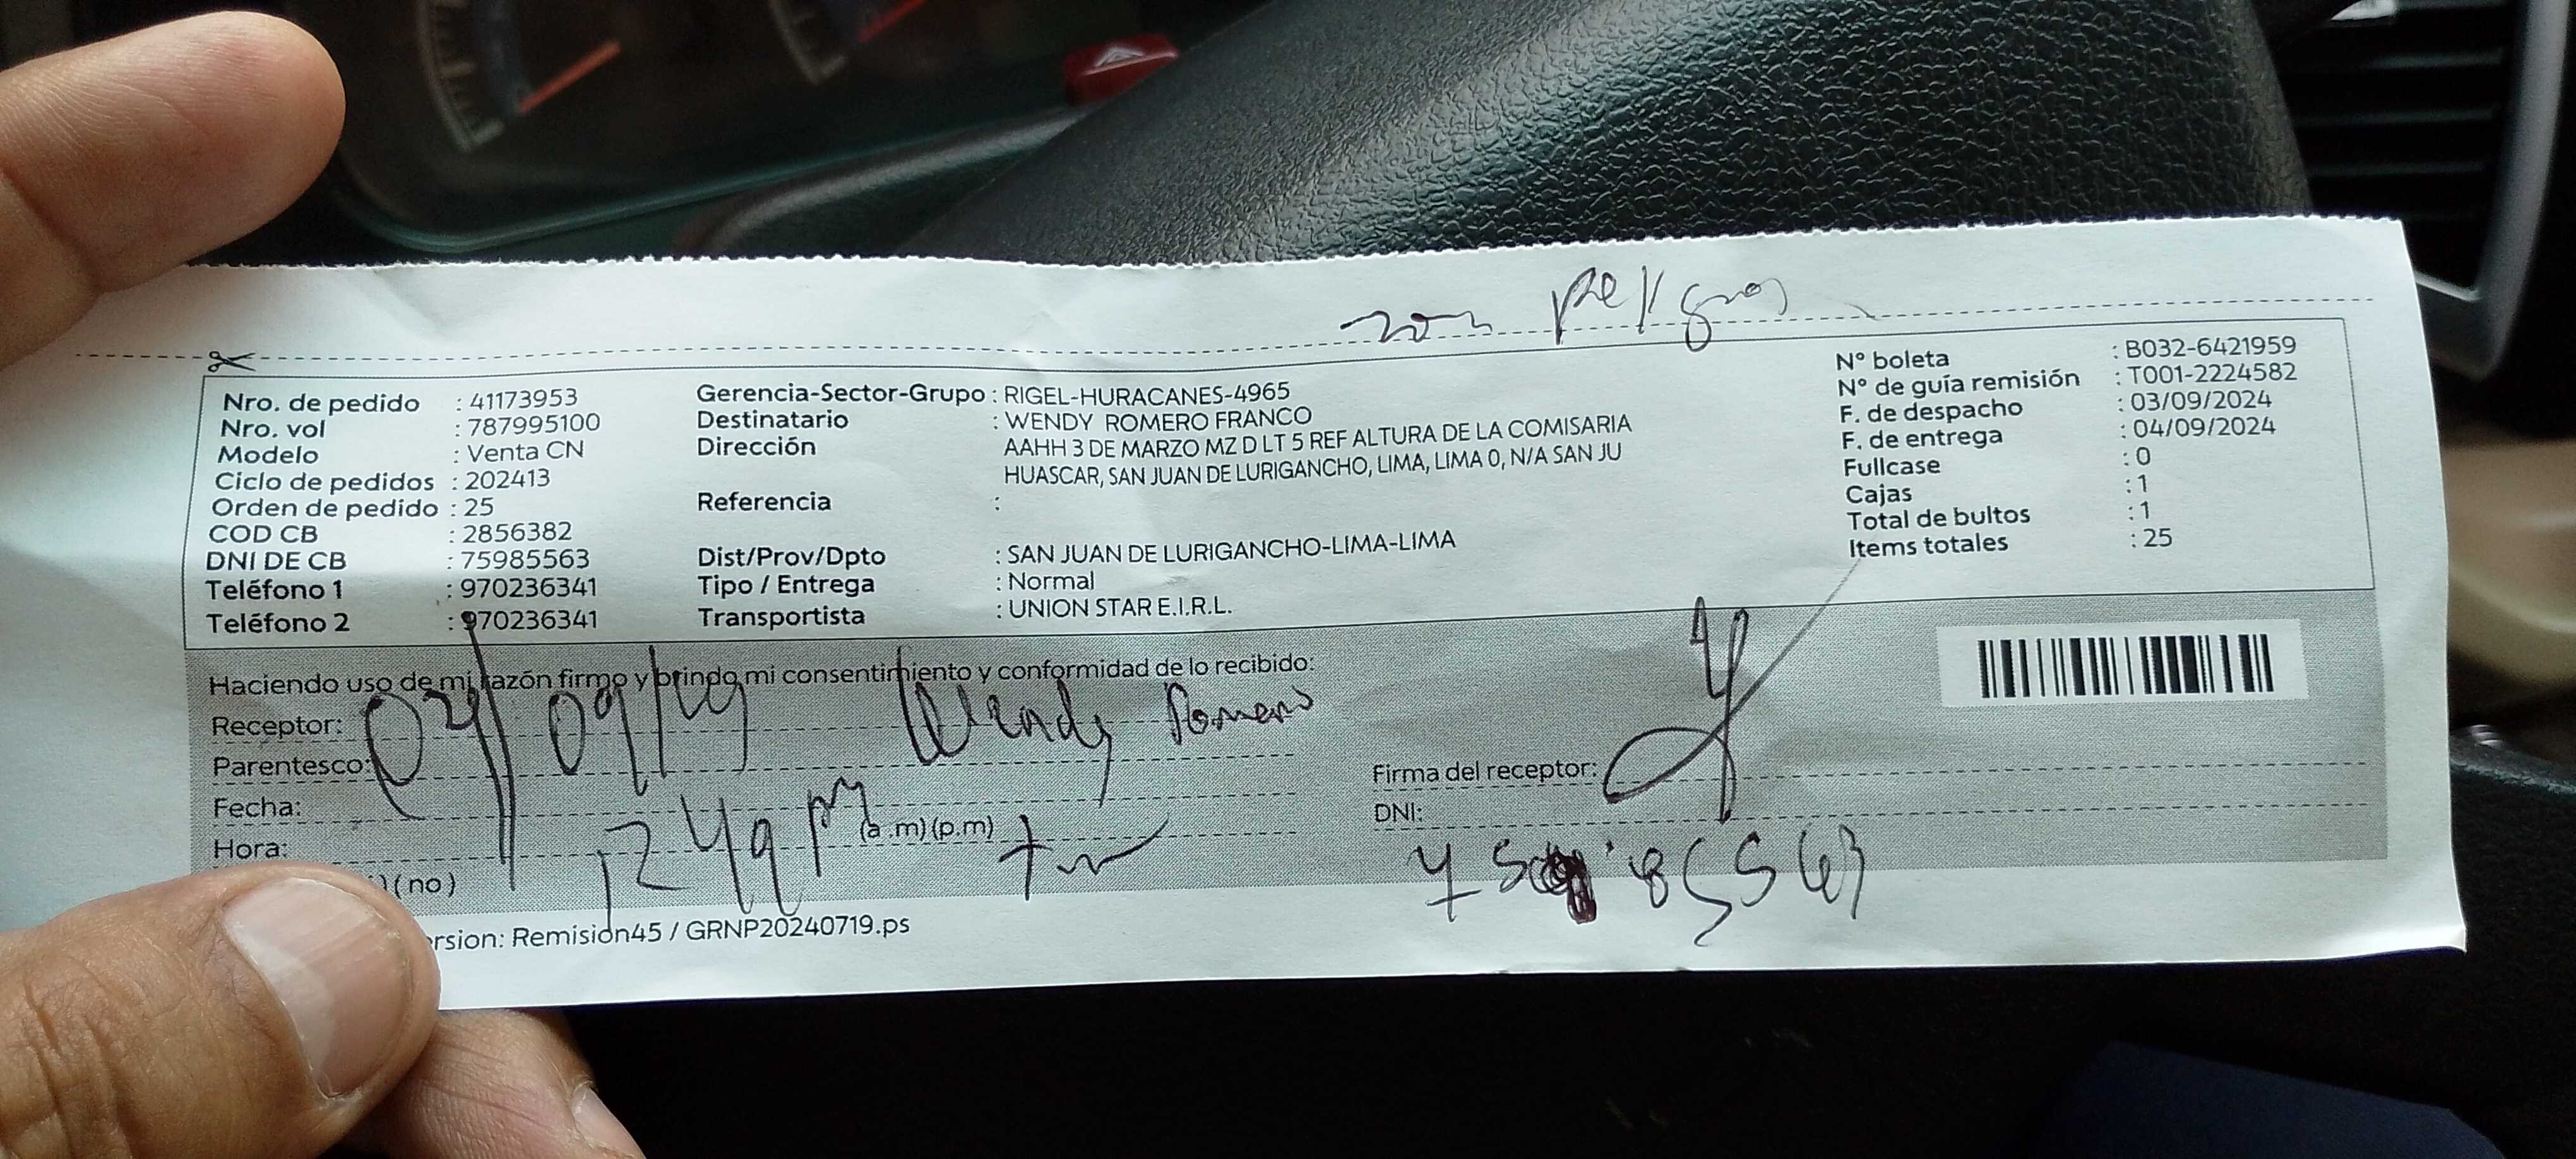 zona peligrosa
Nro. de pedido : 41173953
Nro. vol : 787995100
Modelo : Venta CN
Ciclo de pedidos : 202413
Orden de pedido : 25
COD CB : 2856382
DNI DE CB : 75985563
Teléfono 1 : 970236341
Teléfono 2 : 970236341
Gerencia-Sector-Grupo : RIGEL-HURACANES-4965
Destinatario : WENDY ROMERO FRANCO
Dirección : AAHH 3 DE MARZO MZ D LT 5 REF ALTURA DE LA COMISARIA
HUASCAR, SAN JUAN DE LURIGANCHO, LIMA, LIMA 0, N/A SAN JU
Referencia :
Dist/Prov/Dpto : SAN JUAN DE LURIGANCHO-LIMA-LIMA
Tipo / Entrega : Normal
Transportista : UNION STAR E.I.R.L.
N° boleta : B032-6421959
N° de guía remisión : T001-2224582
F. de despacho : 03/09/2024
F. de entrega : 04/09/2024
Fullcase : 0
Cajas : 1
Total de bultos : 1
Items totales : 25
Haciendo uso de mi razón firmo y brindo mi consentimiento y conformidad de lo recibido:
Receptor: Wendy Romero
Parentesco:
Fecha:
Hora: (a.m) (p.m)
(no)
Firma del receptor:
DNI:
rsion: Remision45 / GRNP20240719.ps